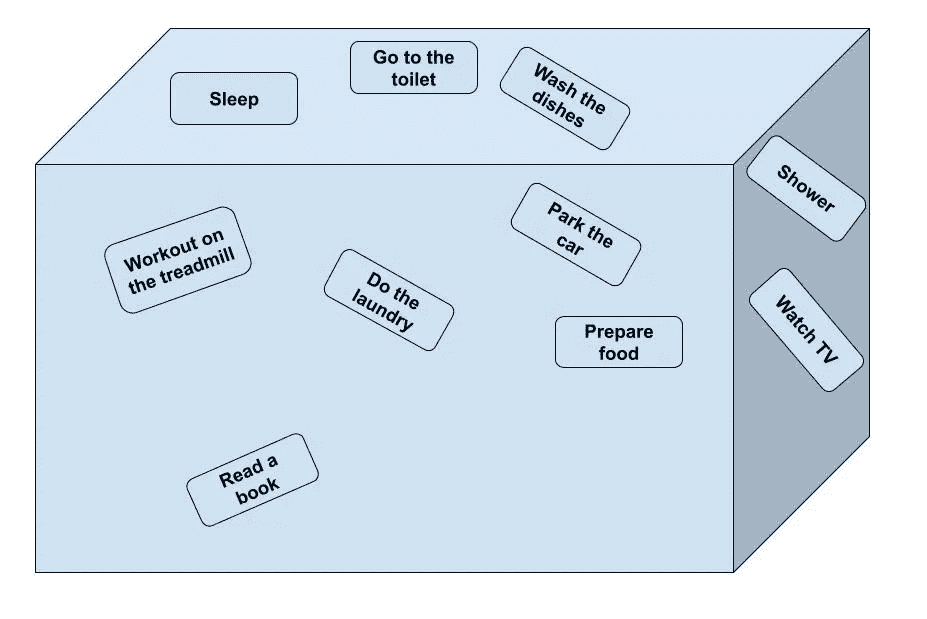 Sleep
Go to the
toilet
Wash the
dishes
Shower
Workout on
the treadmill
Park the
car
Do the
laundry
Prepare
food
Watch TV
Read a
book